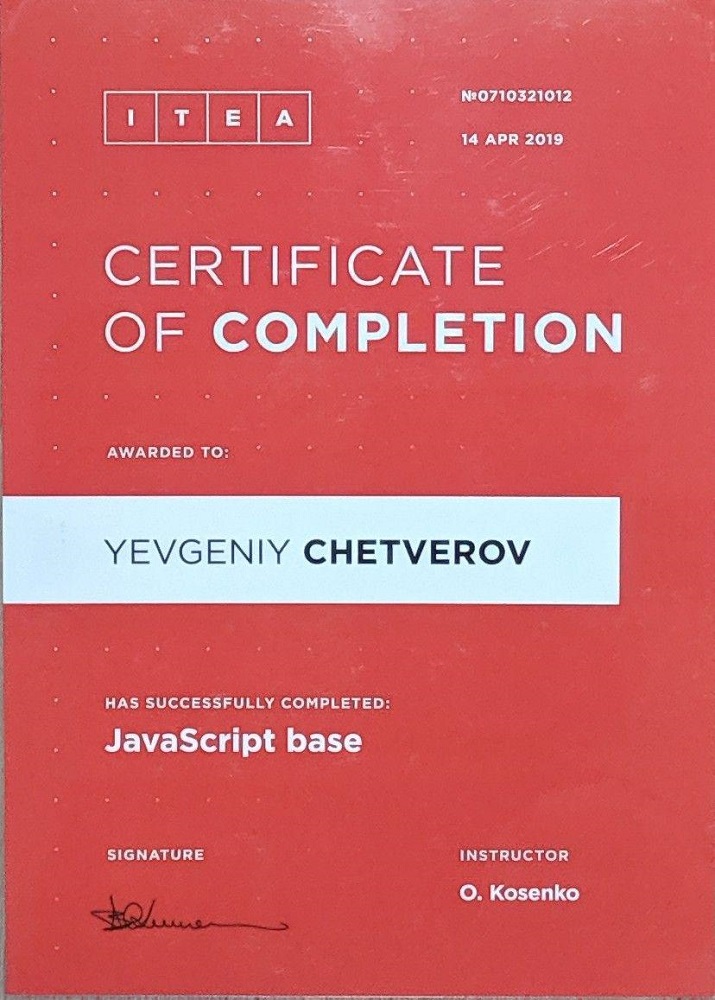 ITEA
№0710321012
14 APR 2019
CERTIFICATE
OF COMPLETION
AWARDED TO:
YEVGENIY CHETVEROV
HAS SUCCESSFULLY COMPLETED:
JavaScript base
SIGNATURE
INSTRUCTOR
O. Kosenko